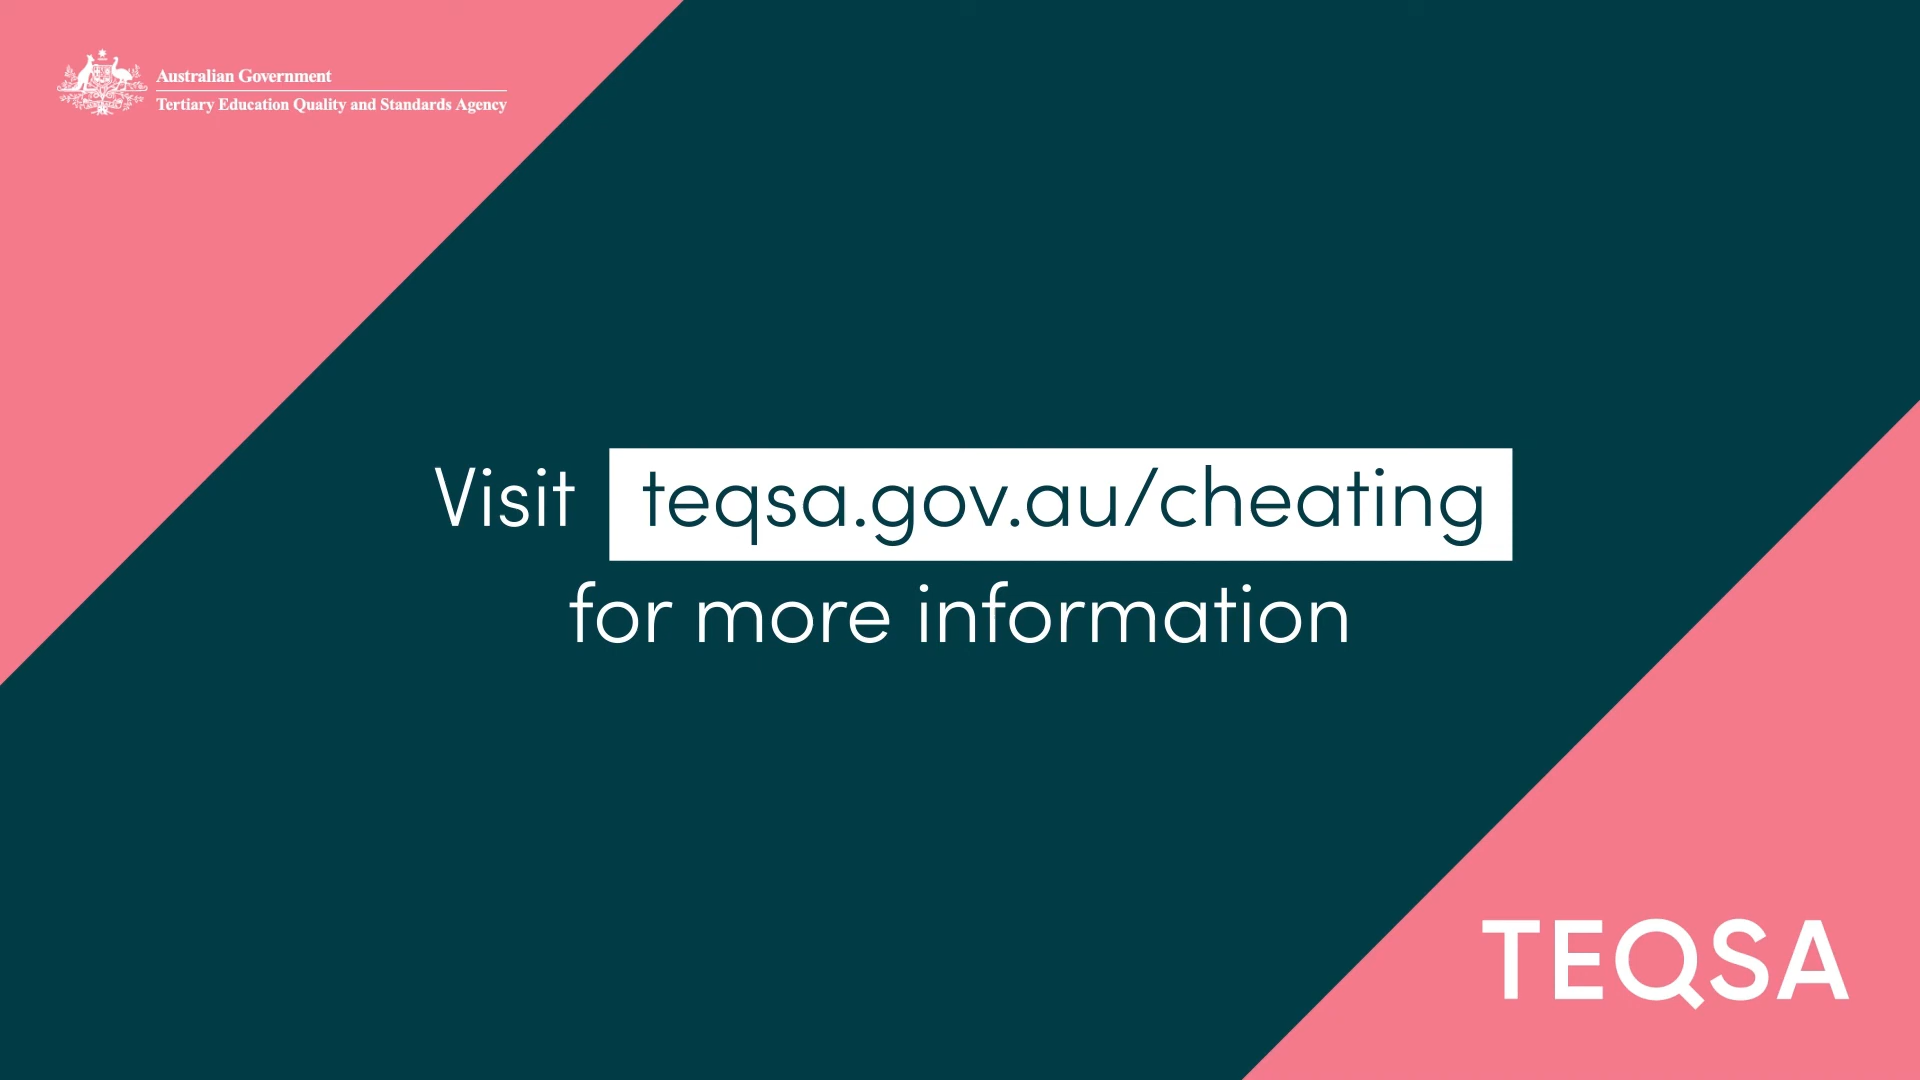 Australian Government
Tertiary Education Quality and Standards Agency
Visit teqsa.gov.au/cheating
for more information
TEQSA